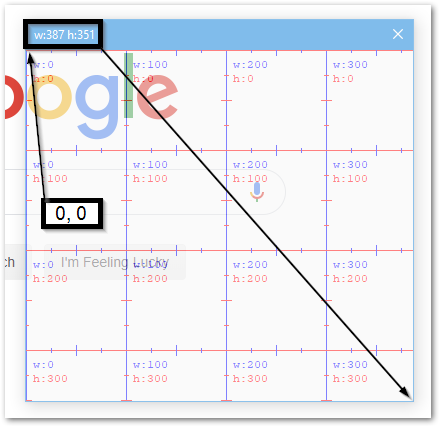 w:387 h:351
w:0 w:100 w:200 w:300
h:0 h:0 h:0 h:0
oogle
w:0 w:100 w:200 w:300
h:100 h:100 h:100 h:100
0, 0
w:0 w:100 w:200 w:300
ch I'm Feeling Lucky
h:200 h:200 h:200 h:200
w:0 w:100 w:200 w:300
h:300 h:300 h:300 h:300